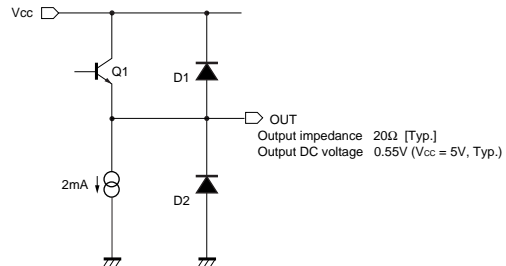 Vcc
Q1
D1
OUT
Output impedance 20Ω [Typ.]
Output DC voltage 0.55V (Vcc = 5V, Typ.)
2mA
D2